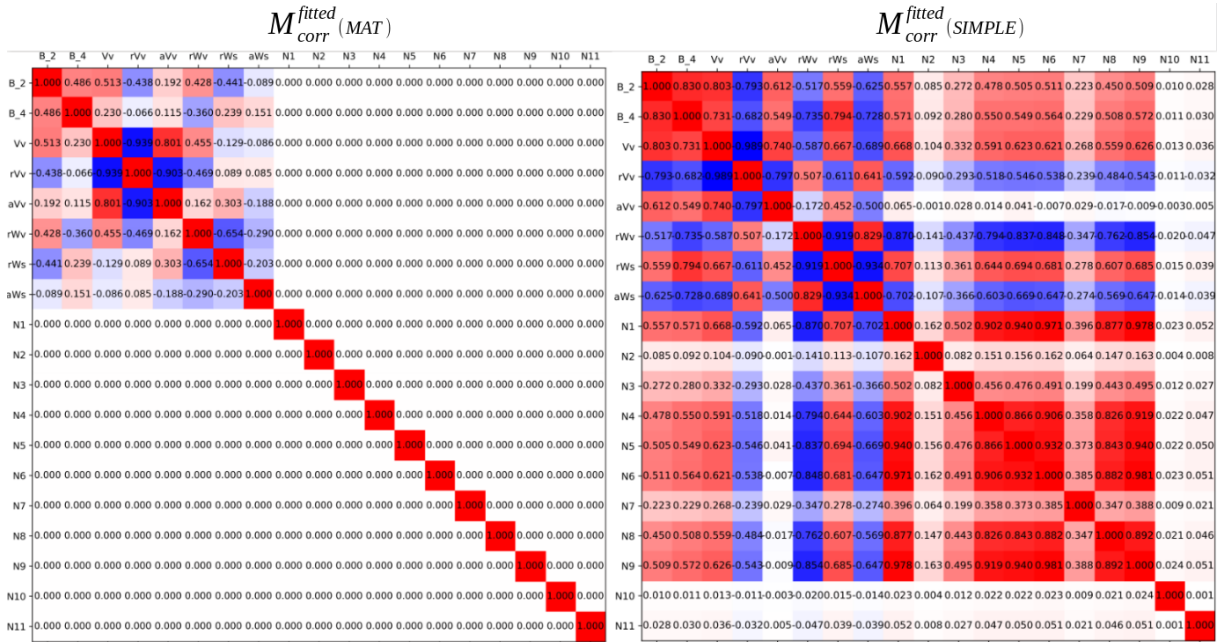 M fitted corr (MAT)
B_2 B_4 Vv rVv aVv rWv rWs aWs N1 N2 N3 N4 N5 N6 N7 N8 N9 N10 N11
B_2 1.000 0.486 0.513 -0.438 0.192 0.428 -0.441 -0.089 0.000 0.000 0.000 0.000 0.000 0.000 0.000 0.000 0.000 0.000 0.000
B_4 0.486 1.000 0.230 -0.066 0.115 -0.360 0.239 0.151 0.000 0.000 0.000 0.000 0.000 0.000 0.000 0.000 0.000 0.000 0.000
Vv 0.513 0.230 1.000 -0.939 0.801 0.455 -0.129 -0.086 0.000 0.000 0.000 0.000 0.000 0.000 0.000 0.000 0.000 0.000 0.000
rVv -0.438 -0.066 -0.939 1.000 -0.903 -0.469 0.089 0.085 0.000 0.000 0.000 0.000 0.000 0.000 0.000 0.000 0.000 0.000 0.000
aVv 0.192 0.115 0.801 -0.903 1.000 0.162 0.303 -0.188 0.000 0.000 0.000 0.000 0.000 0.000 0.000 0.000 0.000 0.000 0.000
rWv 0.428 -0.360 0.455 -0.469 0.162 1.000 -0.654 -0.290 0.000 0.000 0.000 0.000 0.000 0.000 0.000 0.000 0.000 0.000 0.000
rWs -0.441 0.239 -0.129 0.089 0.303 -0.654 1.000 -0.203 0.000 0.000 0.000 0.000 0.000 0.000 0.000 0.000 0.000 0.000 0.000
aWs -0.089 0.151 -0.086 0.085 -0.188 -0.290 -0.203 1.000 0.000 0.000 0.000 0.000 0.000 0.000 0.000 0.000 0.000 0.000 0.000
N1 0.000 0.000 0.000 0.000 0.000 0.000 0.000 0.000 1.000 0.000 0.000 0.000 0.000 0.000 0.000 0.000 0.000 0.000 0.000
N2 0.000 0.000 0.000 0.000 0.000 0.000 0.000 0.000 0.000 1.000 0.000 0.000 0.000 0.000 0.000 0.000 0.000 0.000 0.000
N3 0.000 0.000 0.000 0.000 0.000 0.000 0.000 0.000 0.000 0.000 1.000 0.000 0.000 0.000 0.000 0.000 0.000 0.000 0.000
N4 0.000 0.000 0.000 0.000 0.000 0.000 0.000 0.000 0.000 0.000 0.000 1.000 0.000 0.000 0.000 0.000 0.000 0.000 0.000
N5 0.000 0.000 0.000 0.000 0.000 0.000 0.000 0.000 0.000 0.000 0.000 0.000 1.000 0.000 0.000 0.000 0.000 0.000 0.000
N6 0.000 0.000 0.000 0.000 0.000 0.000 0.000 0.000 0.000 0.000 0.000 0.000 0.000 1.000 0.000 0.000 0.000 0.000 0.000
N7 0.000 0.000 0.000 0.000 0.000 0.000 0.000 0.000 0.000 0.000 0.000 0.000 0.000 0.000 1.000 0.000 0.000 0.000 0.000
N8 0.000 0.000 0.000 0.000 0.000 0.000 0.000 0.000 0.000 0.000 0.000 0.000 0.000 0.000 0.000 1.000 0.000 0.000 0.000
N9 0.000 0.000 0.000 0.000 0.000 0.000 0.000 0.000 0.000 0.000 0.000 0.000 0.000 0.000 0.000 0.000 1.000 0.000 0.000
N10 0.000 0.000 0.000 0.000 0.000 0.000 0.000 0.000 0.000 0.000 0.000 0.000 0.000 0.000 0.000 0.000 0.000 1.000 0.000
N11 0.000 0.000 0.000 0.000 0.000 0.000 0.000 0.000 0.000 0.000 0.000 0.000 0.000 0.000 0.000 0.000 0.000 0.000 1.000
M fitted corr (SIMPLE)
B_2 B_4 Vv rVv aVv rWv rWs aWs N1 N2 N3 N4 N5 N6 N7 N8 N9 N10 N11
B_2 1.000 0.830 0.803 -0.793 0.612 -0.517 0.559 -0.625 0.557 0.085 0.272 0.478 0.505 0.511 0.223 0.450 0.509 0.010 0.028
B_4 0.830 1.000 0.731 -0.682 0.549 -0.735 0.794 -0.728 0.571 0.092 0.280 0.550 0.549 0.564 0.229 0.508 0.572 0.011 0.030
Vv 0.803 0.731 1.000 -0.989 0.740 -0.587 0.667 -0.689 0.668 0.104 0.332 0.591 0.623 0.621 0.268 0.559 0.626 0.013 0.036
rVv -0.793 -0.682 -0.989 1.000 -0.797 0.507 -0.611 0.641 -0.592 -0.090 -0.293 -0.518 -0.546 -0.538 -0.239 -0.484 -0.543 -0.011 -0.032
aVv 0.612 0.549 0.740 -0.797 1.000 -0.172 0.452 -0.500 0.065 -0.001 0.028 0.014 0.041 -0.007 0.029 -0.017 -0.009 -0.003 0.005
rWv -0.517 -0.735 -0.587 0.507 -0.172 1.000 -0.919 0.829 -0.870 -0.141 -0.437 -0.794 -0.837 -0.848 -0.347 -0.762 -0.854 -0.020 -0.047
rWs 0.559 0.794 0.667 -0.611 0.452 -0.919 1.000 -0.934 0.707 0.113 0.361 0.644 0.694 0.681 0.278 0.607 0.685 0.015 0.039
aWs -0.625 -0.728 -0.689 0.641 -0.500 0.829 -0.934 1.000 -0.702 -0.107 -0.366 -0.603 -0.669 -0.647 -0.274 -0.569 -0.647 -0.014 -0.039
N1 0.557 0.571 0.668 -0.592 0.065 -0.870 0.707 -0.702 1.000 0.162 0.502 0.902 0.940 0.971 0.396 0.877 0.978 0.023 0.052
N2 0.085 0.092 0.104 -0.090 -0.001 -0.141 0.113 -0.107 0.162 1.000 0.082 0.151 0.156 0.162 0.064 0.147 0.163 0.004 0.008
N3 0.272 0.280 0.332 -0.293 0.028 -0.437 0.361 -0.366 0.502 0.082 1.000 0.456 0.476 0.491 0.199 0.443 0.495 0.012 0.027
N4 0.478 0.550 0.591 -0.518 0.014 -0.794 0.644 -0.603 0.902 0.151 0.456 1.000 0.866 0.906 0.358 0.826 0.919 0.022 0.047
N5 0.505 0.549 0.623 -0.546 0.041 -0.837 0.694 -0.669 0.940 0.156 0.476 0.866 1.000 0.932 0.373 0.843 0.940 0.022 0.050
N6 0.511 0.564 0.621 -0.538 -0.007 -0.848 0.681 -0.647 0.971 0.162 0.491 0.906 0.932 1.000 0.385 0.882 0.981 0.023 0.051
N7 0.223 0.229 0.268 -0.239 0.029 -0.347 0.278 -0.274 0.396 0.064 0.199 0.358 0.373 0.385 1.000 0.347 0.388 0.009 0.021
N8 0.450 0.508 0.559 -0.484 -0.017 -0.762 0.607 -0.569 0.877 0.147 0.443 0.826 0.843 0.882 0.347 1.000 0.892 0.021 0.046
N9 0.509 0.572 0.626 -0.543 -0.009 -0.854 0.685 -0.647 0.978 0.163 0.495 0.919 0.940 0.981 0.388 0.892 1.000 0.024 0.051
N10 0.010 0.011 0.013 -0.011 -0.003 -0.020 0.015 -0.014 0.023 0.004 0.012 0.022 0.022 0.023 0.009 0.021 0.024 1.000 0.001
N11 0.028 0.030 0.036 -0.032 0.005 -0.047 0.039 -0.039 0.052 0.008 0.027 0.047 0.050 0.051 0.021 0.046 0.051 0.001 1.000